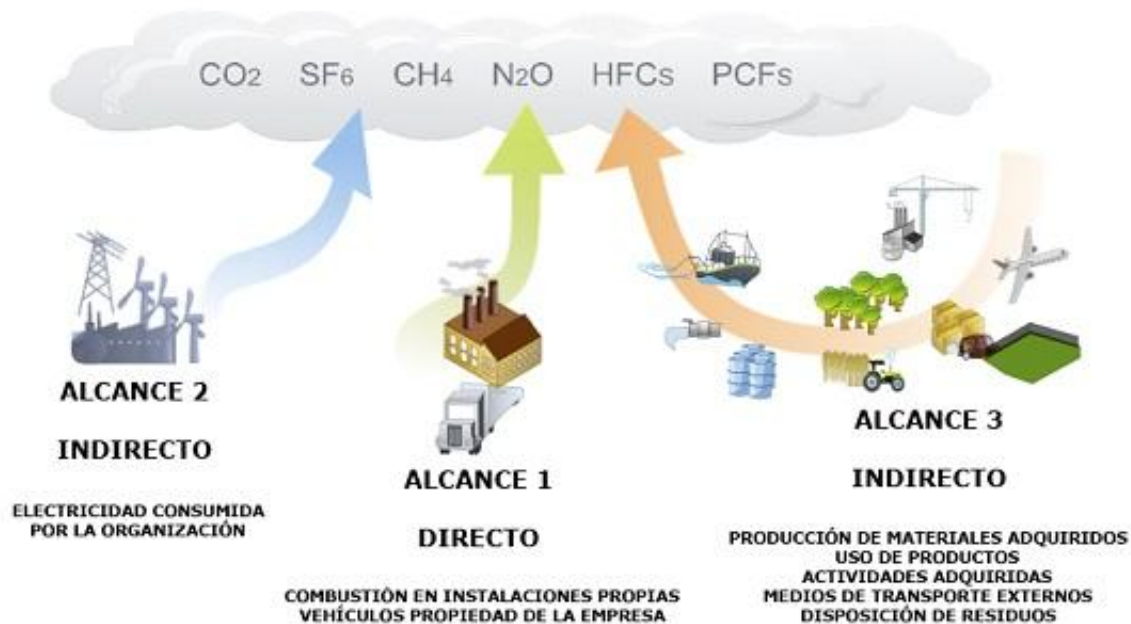 CO2 SF6 CH4 N2O HFCS PCFS
ALCANCE 2
INDIRECTO
ELECTRICIDAD CONSUMIDA
POR LA ORGANIZACIÓN
ALCANCE 1
DIRECTO
COMBUSTIÓN EN INSTALACIONES PROPIAS
VEHÍCULOS PROPIEDAD DE LA EMPRESA
ALCANCE 3
INDIRECTO
PRODUCCIÓN DE MATERIALES ADQUIRIDOS
USO DE PRODUCTOS
ACTIVIDADES ADQUIRIDAS
MEDIOS DE TRANSPORTE EXTERNOS
DISPOSICIÓN DE RESIDUOS